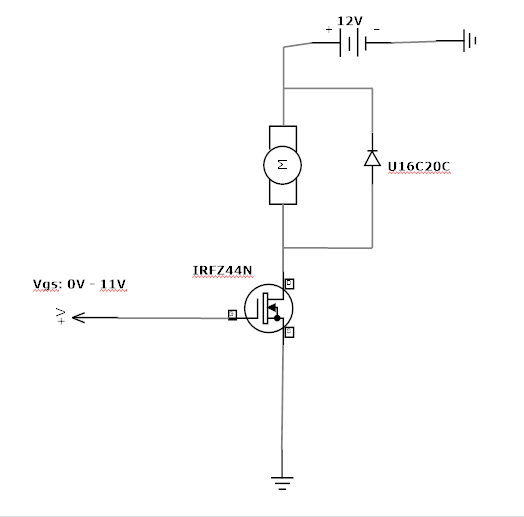 12V
+ −
M
U16C20C
IRFZ44N
Vgs: 0V - 11V
+V